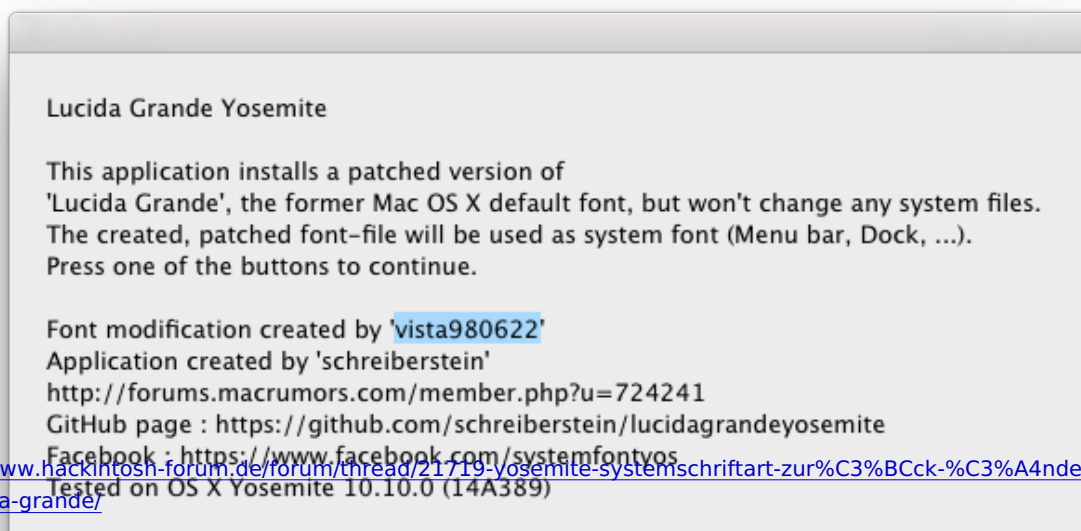 Lucida Grande Yosemite
This application installs a patched version of
'Lucida Grande', the former Mac OS X default font, but won't change any system files.
The created, patched font-file will be used as system font (Menu bar, Dock, ...).
Press one of the buttons to continue.
Font modification created by 'vista980622'
Application created by 'schreiberstein'
http://forums.macrumors.com/member.php?u=724241
GitHub page : https://github.com/schreiberstein/lucidagrandeyosemite
Facebook : https://www.facebook.com/systemfontyos
ww.hackintosh-forum.de/forum/thread/21719-yosemite-systemschriftart-zur%C3%BCck-%C3%A4nde
Tested on OS X Yosemite 10.10.0 (14A389)
a-grande/